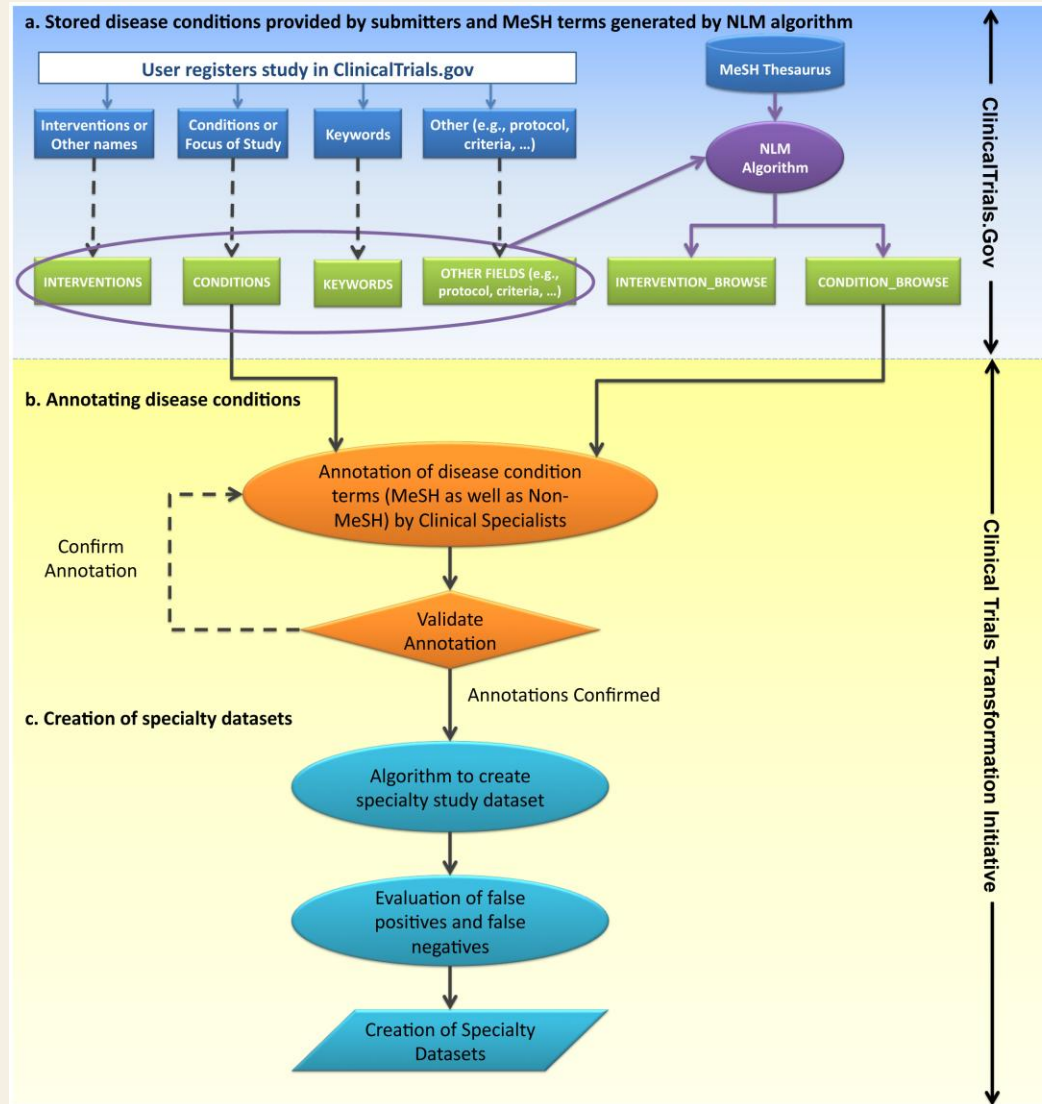 a. Stored disease conditions provided by submitters and MeSH terms generated by NLM algorithm
User registers study in ClinicalTrials.gov
MeSH Thesaurus
Interventions or
Other names
Conditions or
Focus of Study
Keywords
Other (e.g., protocol,
criteria, ...)
NLM
Algorithm
INTERVENTIONS
CONDITIONS
KEYWORDS
OTHER FIELDS (e.g.,
protocol, criteria, ...)
INTERVENTION_BROWSE
CONDITION_BROWSE
ClinicalTrials.Gov
b. Annotating disease conditions
Annotation of disease condition
terms (MeSH as well as Non-
MeSH) by Clinical Specialists
Confirm
Annotation
Validate
Annotation
Annotations Confirmed
c. Creation of specialty datasets
Algorithm to create
specialty study dataset
Evaluation of false
positives and false
negatives
Creation of Specialty
Datasets
Clinical Trials Transformation Initiative